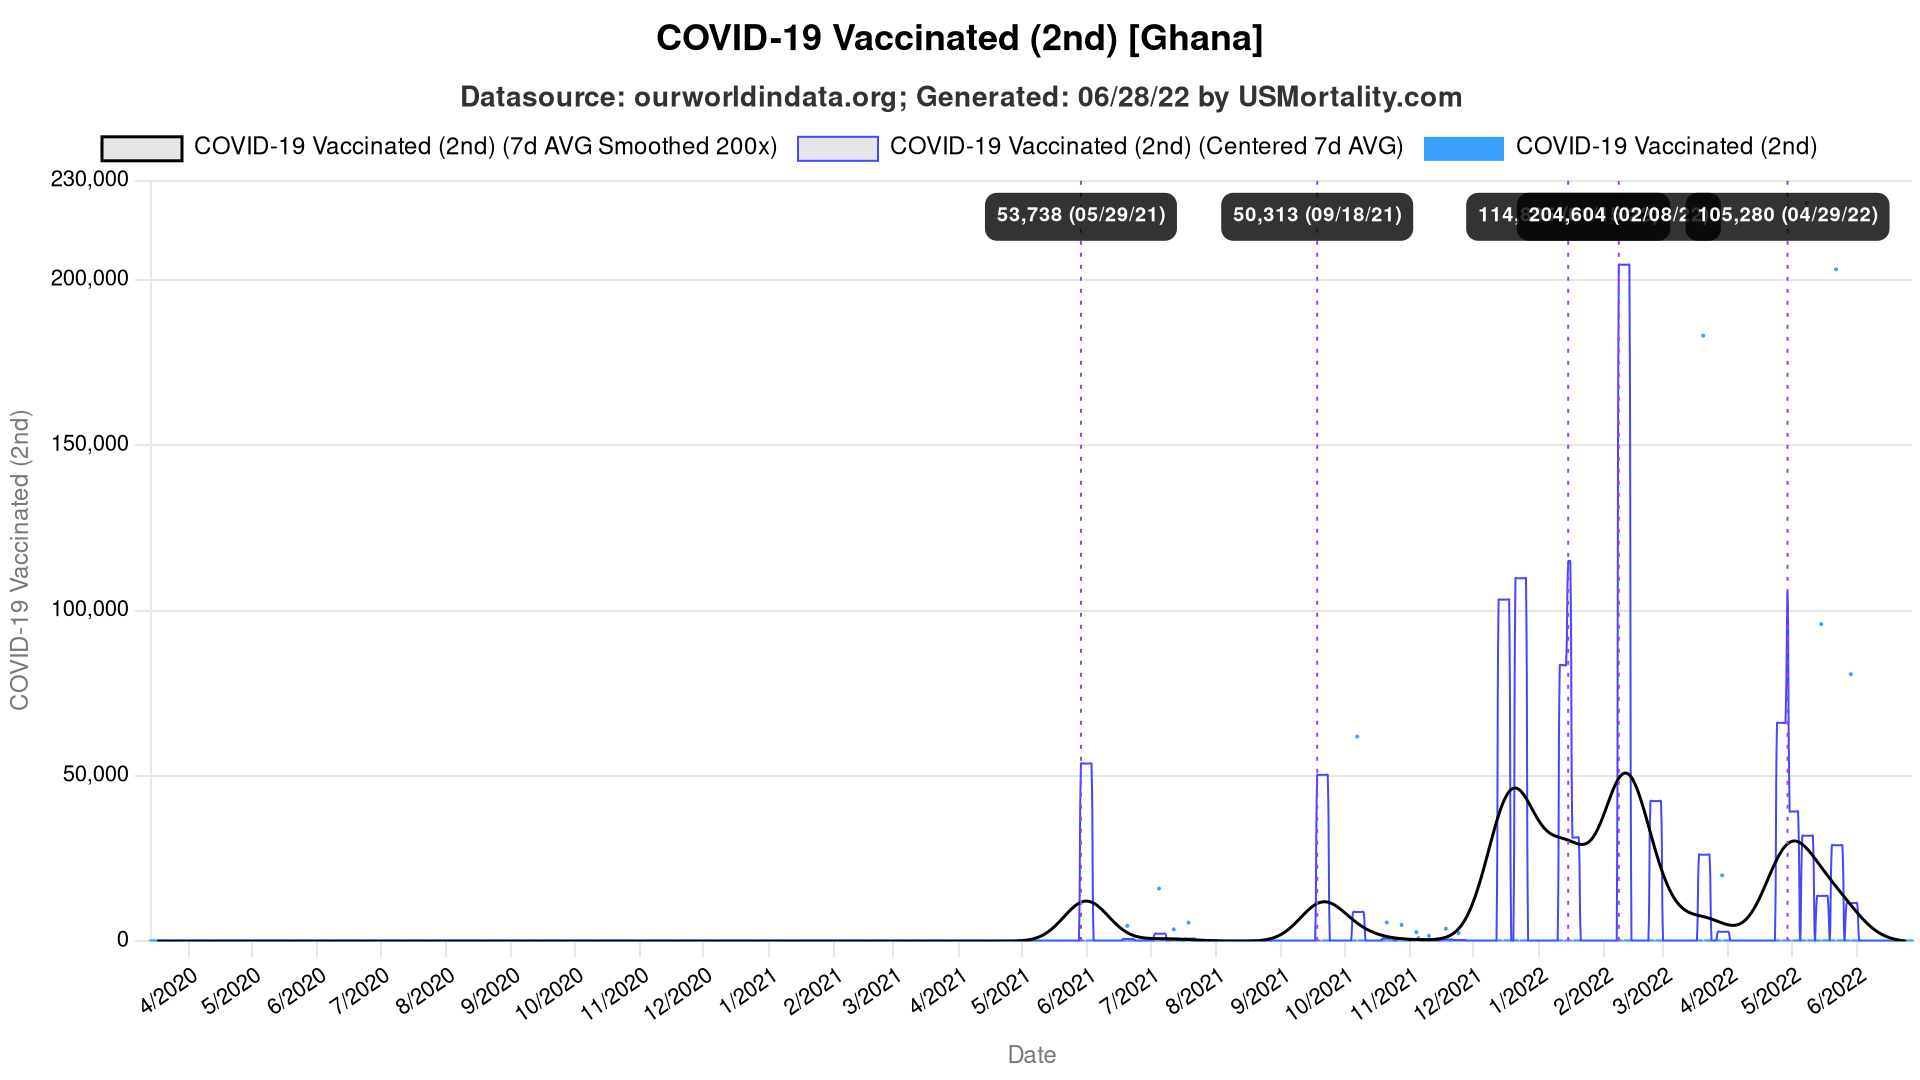 COVID-19 Vaccinated (2nd) [Ghana]
Datasource: ourworldindata.org; Generated: 06/28/22 by USMortality.com
COVID-19 Vaccinated (2nd) (7d AVG Smoothed 200x) COVID-19 Vaccinated (2nd) (Centered 7d AVG) COVID-19 Vaccinated (2nd)
230,000
53,738 (05/29/21) 50,313 (09/18/21) 204,604 (02/08/22) 105,280 (04/29/22)
200,000
150,000
100,000
50,000
0
COVID-19 Vaccinated (2nd)
4/2020 5/2020 6/2020 7/2020 8/2020 9/2020 10/2020 11/2020 12/2020 1/2021 2/2021 3/2021 4/2021 5/2021 6/2021 7/2021 8/2021 9/2021 10/2021 11/2021 12/2021 1/2022 2/2022 3/2022 4/2022 5/2022 6/2022
Date